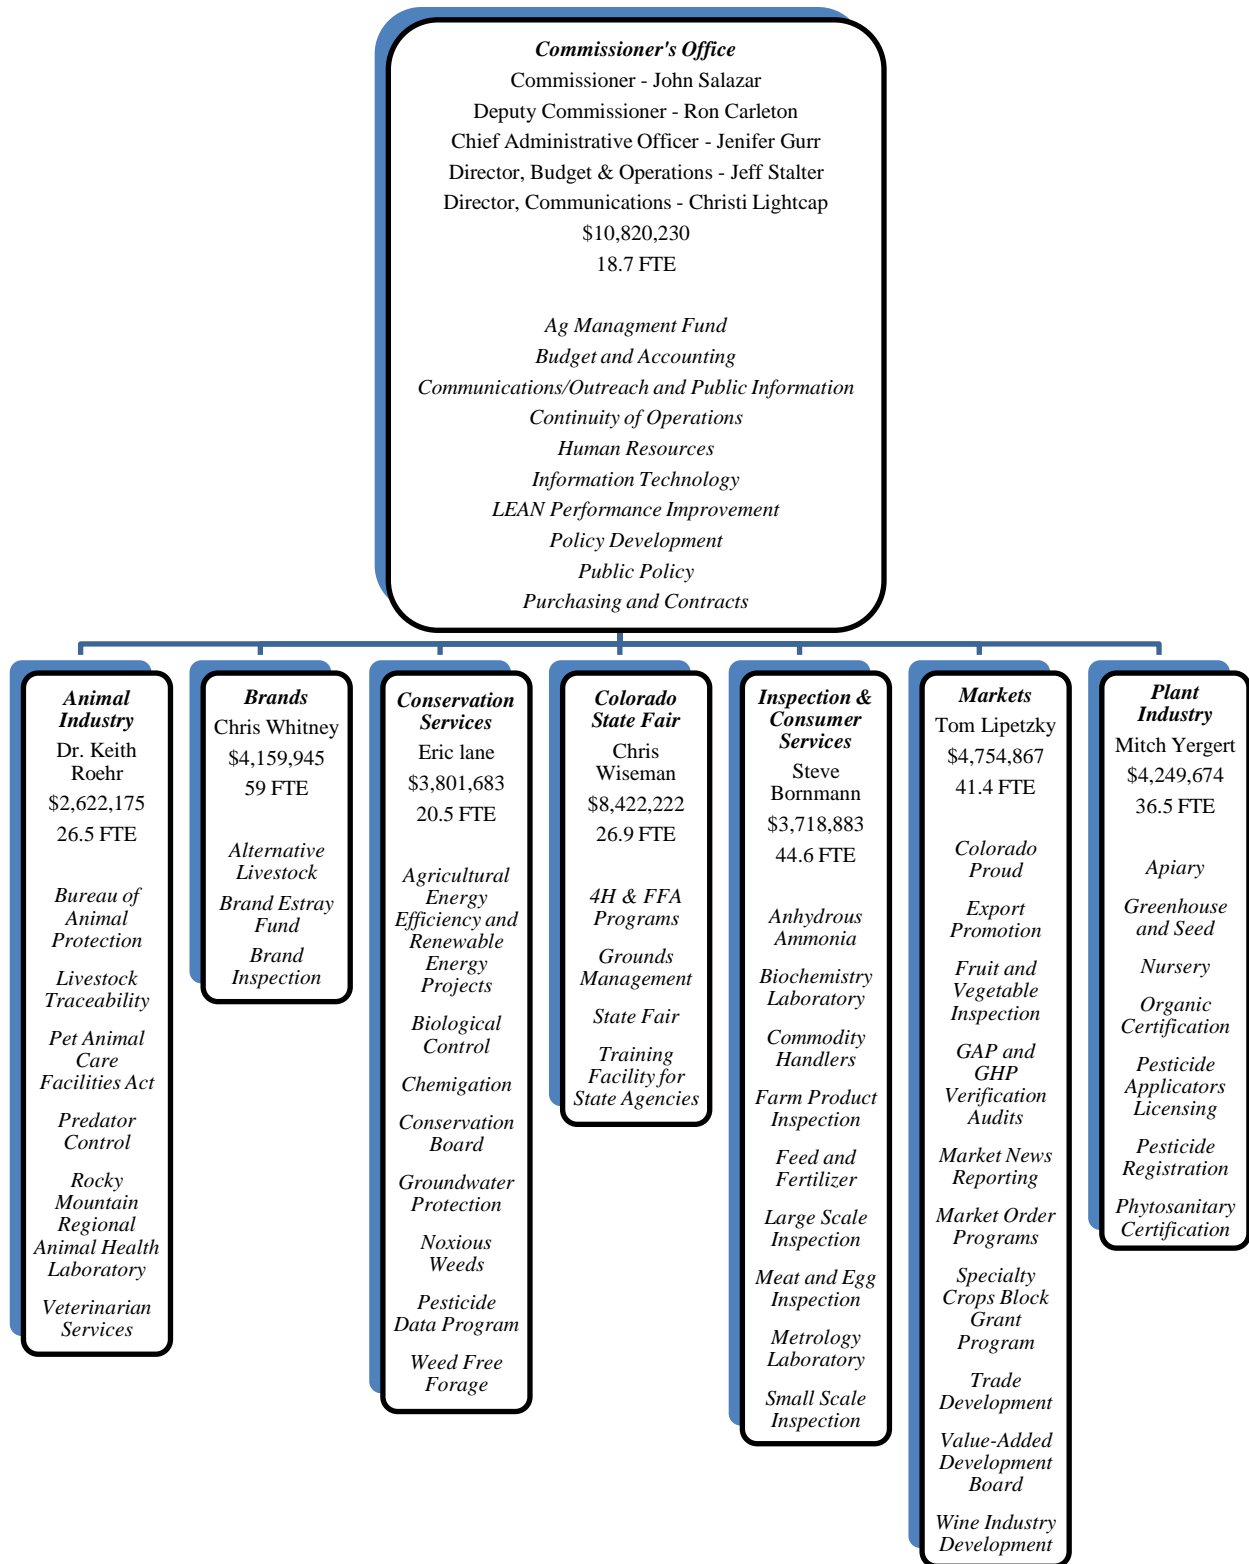 Commissioner's Office
Commissioner - John Salazar
Deputy Commissioner - Ron Carleton
Chief Administrative Officer - Jenifer Gurr
Director, Budget & Operations - Jeff Stalter
Director, Communications - Christi Lightcap
$10,820,230
18.7 FTE
Ag Managment Fund
Budget and Accounting
Communications/Outreach and Public Information
Continuity of Operations
Human Resources
Information Technology
LEAN Performance Improvement
Policy Development
Public Policy
Purchasing and Contracts
Animal
Industry
Dr. Keith
Roehr
$2,622,175
26.5 FTE
Bureau of
Animal
Protection
Livestock
Traceability
Pet Animal
Care
Facilities Act
Predator
Control
Rocky
Mountain
Regional
Animal Health
Laboratory
Veterinarian
Services
Brands
Chris Whitney
$4,159,945
59 FTE
Alternative
Livestock
Brand Estray
Fund
Brand
Inspection
Conservation
Services
Eric lane
$3,801,683
20.5 FTE
Agricultural
Energy
Efficiency and
Renewable
Energy
Projects
Biological
Control
Chemigation
Conservation
Board
Groundwater
Protection
Noxious
Weeds
Pesticide
Data Program
Weed Free
Forage
Colorado
State Fair
Chris
Wiseman
$8,422,222
26.9 FTE
4H & FFA
Programs
Grounds
Management
State Fair
Training
Facility for
State Agencies
Inspection &
Consumer
Services
Steve
Bornmann
$3,718,883
44.6 FTE
Anhydrous
Ammonia
Biochemistry
Laboratory
Commodity
Handlers
Farm Product
Inspection
Feed and
Fertilizer
Large Scale
Inspection
Meat and Egg
Inspection
Metrology
Laboratory
Small Scale
Inspection
Markets
Tom Lipetzky
$4,754,867
41.4 FTE
Colorado
Proud
Export
Promotion
Fruit and
Vegetable
Inspection
GAP and
GHP
Verification
Audits
Market News
Reporting
Market Order
Programs
Specialty
Crops Block
Grant
Program
Trade
Development
Value-Added
Development
Board
Wine Industry
Development
Plant
Industry
Mitch Yergert
$4,249,674
36.5 FTE
Apiary
Greenhouse
and Seed
Nursery
Organic
Certification
Pesticide
Applicators
Licensing
Pesticide
Registration
Phytosanitary
Certification